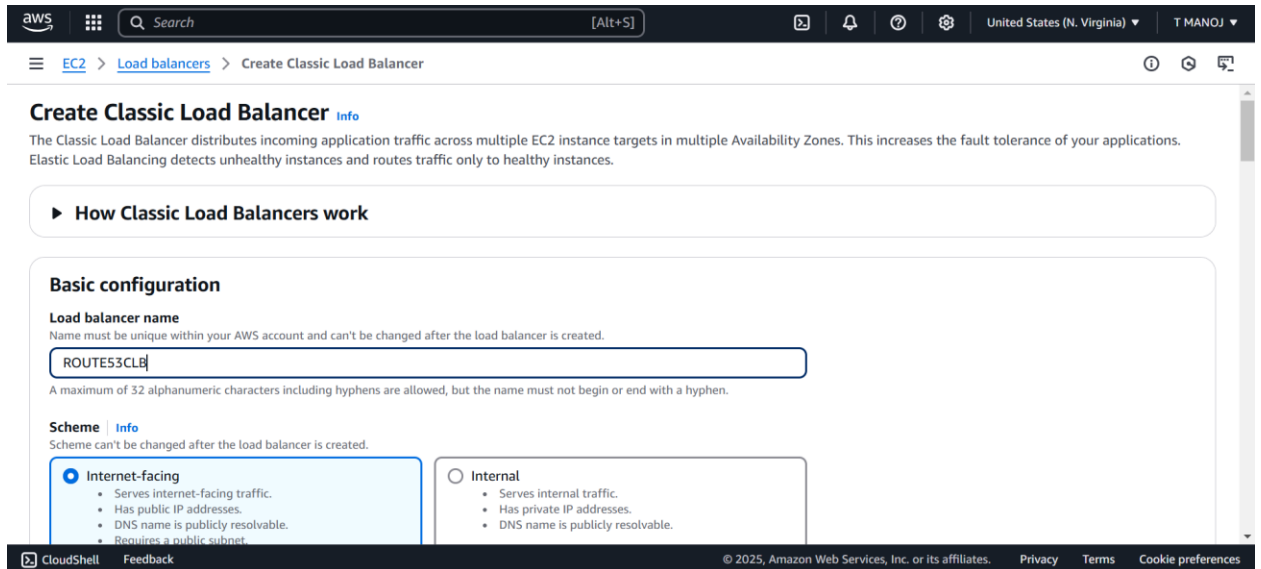 aws
Search
[Alt+S]
United States (N. Virginia) ▼
T MANOJ ▼
EC2 > Load balancers > Create Classic Load Balancer
Create Classic Load Balancer Info
The Classic Load Balancer distributes incoming application traffic across multiple EC2 instance targets in multiple Availability Zones. This increases the fault tolerance of your applications.
Elastic Load Balancing detects unhealthy instances and routes traffic only to healthy instances.
▶ How Classic Load Balancers work
Basic configuration
Load balancer name
Name must be unique within your AWS account and can't be changed after the load balancer is created.
ROUTE53CLB
A maximum of 32 alphanumeric characters including hyphens are allowed, but the name must not begin or end with a hyphen.
Scheme | Info
Scheme can't be changed after the load balancer is created.
Internet-facing
• Serves internet-facing traffic.
• Has public IP addresses.
• DNS name is publicly resolvable.
• Requires a public subnet.
Internal
• Serves internal traffic.
• Has private IP addresses.
• DNS name is publicly resolvable.
CloudShell Feedback
© 2025, Amazon Web Services, Inc. or its affiliates. Privacy Terms Cookie preferences